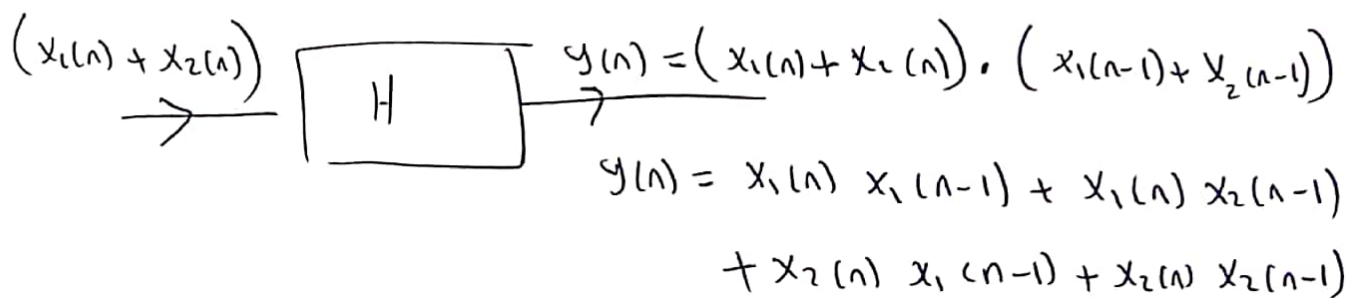 (x₁(n) + x₂(n))
H
y(n) = (x₁(n) + x₂(n)) · (x₁(n-1) + x₂(n-1))
y(n) = x₁(n) x₁(n-1) + x₁(n) x₂(n-1)
+ x₂(n) x₁(n-1) + x₂(n) x₂(n-1)